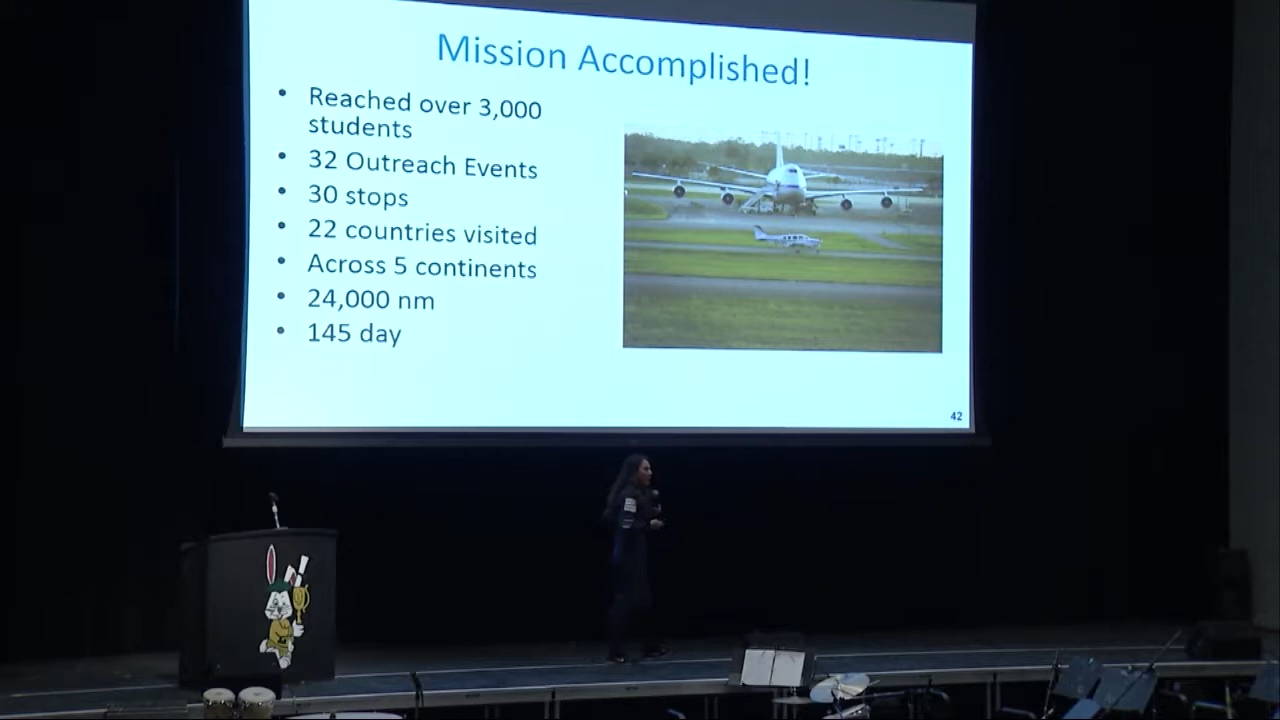 Mission Accomplished!
• Reached over 3,000
students
• 32 Outreach Events
• 30 stops
• 22 countries visited
• Across 5 continents
• 24,000 nm
• 145 day
42